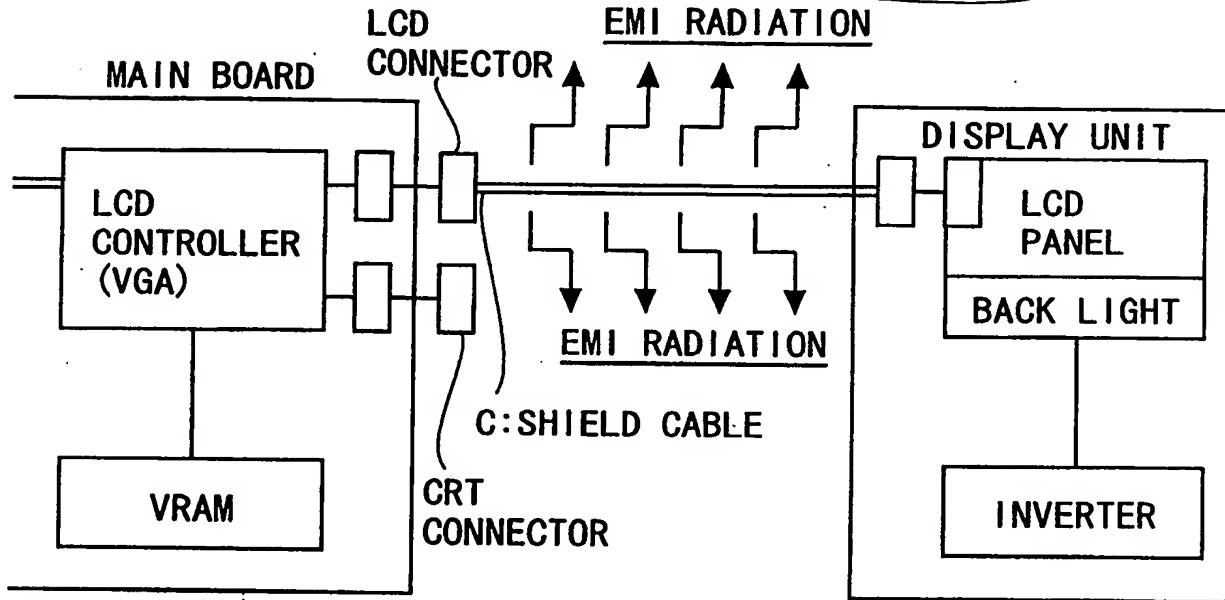 LCD
CONNECTOR
EMI RADIATION
MAIN BOARD
DISPLAY UNIT
LCD
CONTROLLER
(VGA)
LCD
PANEL
BACK LIGHT
EMI RADIATION
C:SHIELD CABLE
VRAM
CRT
CONNECTOR
INVERTER